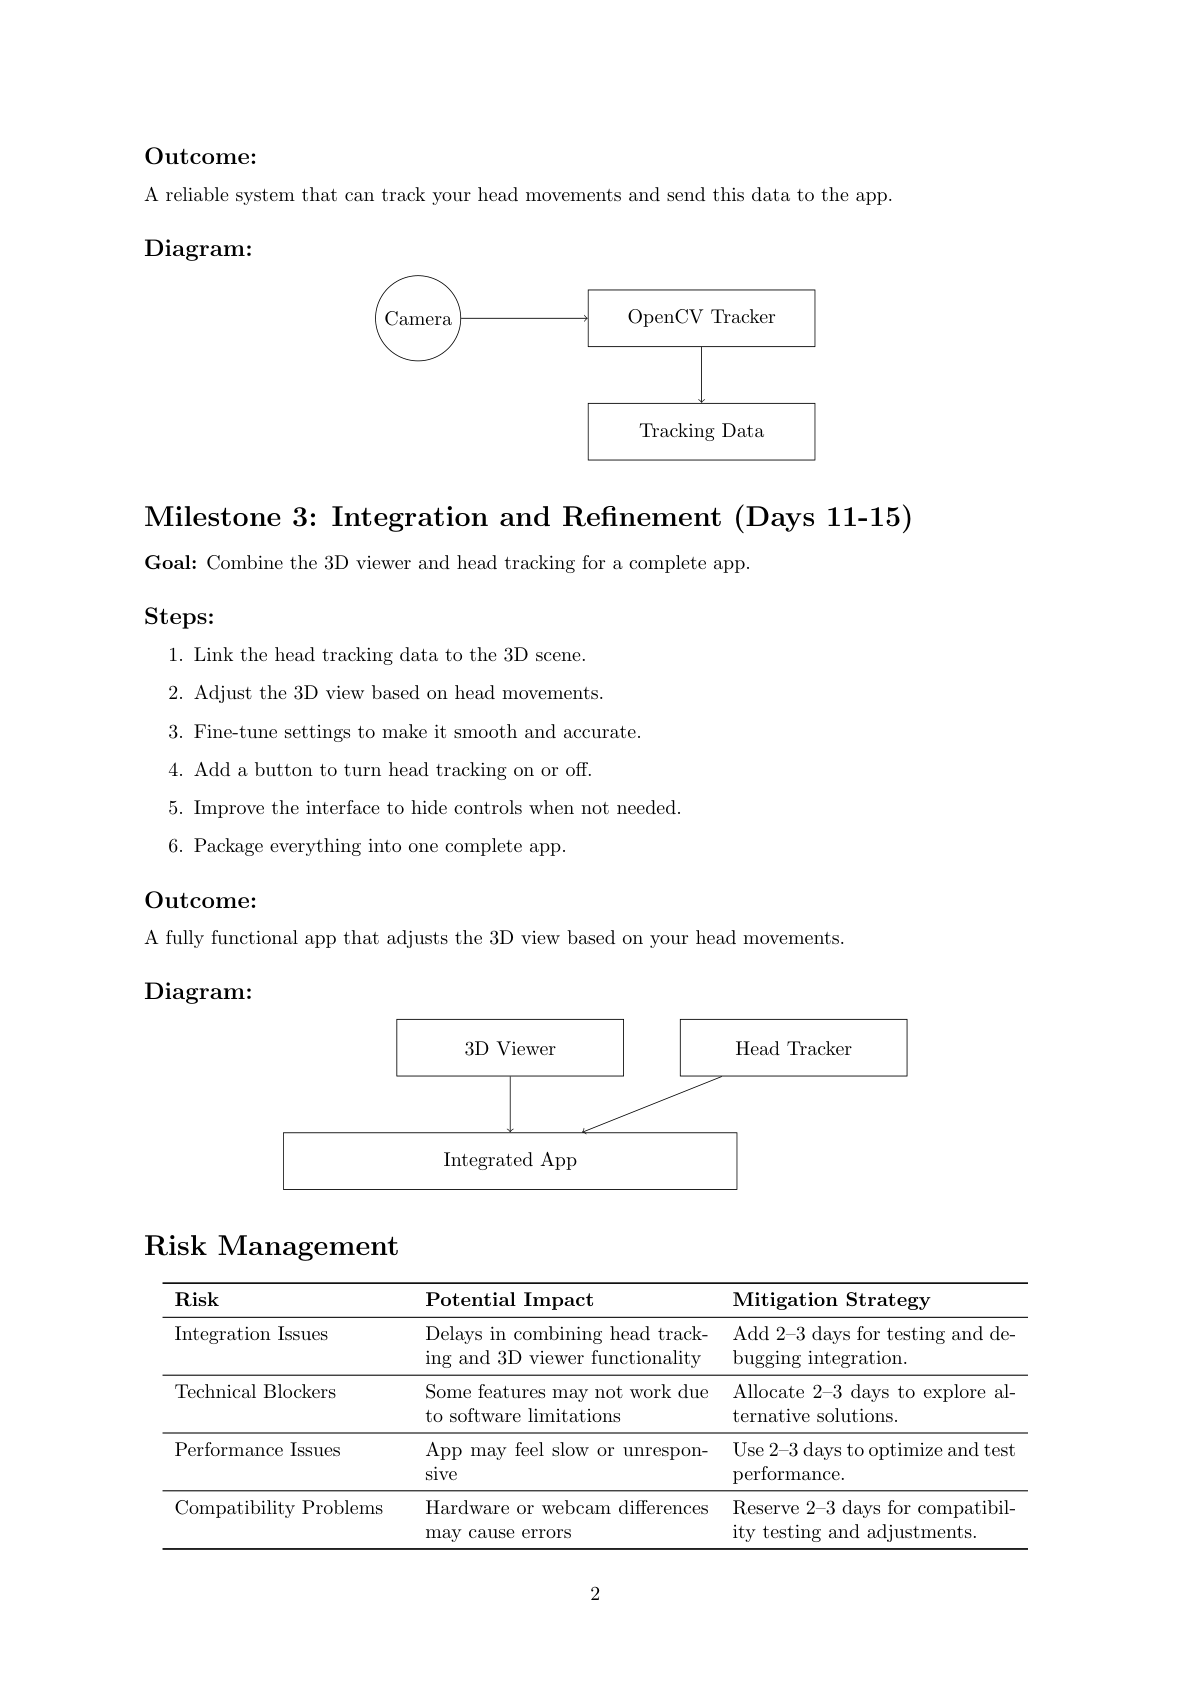 Outcome:
A reliable system that can track your head movements and send this data to the app.
Diagram:
Camera
OpenCV Tracker
Tracking Data
Milestone 3: Integration and Refinement (Days 11-15)
Goal: Combine the 3D viewer and head tracking for a complete app.
Steps:
1. Link the head tracking data to the 3D scene.
2. Adjust the 3D view based on head movements.
3. Fine-tune settings to make it smooth and accurate.
4. Add a button to turn head tracking on or off.
5. Improve the interface to hide controls when not needed.
6. Package everything into one complete app.
Outcome:
A fully functional app that adjusts the 3D view based on your head movements.
Diagram:
3D Viewer
Head Tracker
Integrated App
Risk Management
Risk Potential Impact Mitigation Strategy
Integration Issues Delays in combining head track- Add 2–3 days for testing and de-
ing and 3D viewer functionality bugging integration.
Technical Blockers Some features may not work due Allocate 2–3 days to explore al-
to software limitations ternative solutions.
Performance Issues App may feel slow or unrespon- Use 2–3 days to optimize and test
sive performance.
Compatibility Problems Hardware or webcam differences Reserve 2–3 days for compatibil-
may cause errors ity testing and adjustments.
2